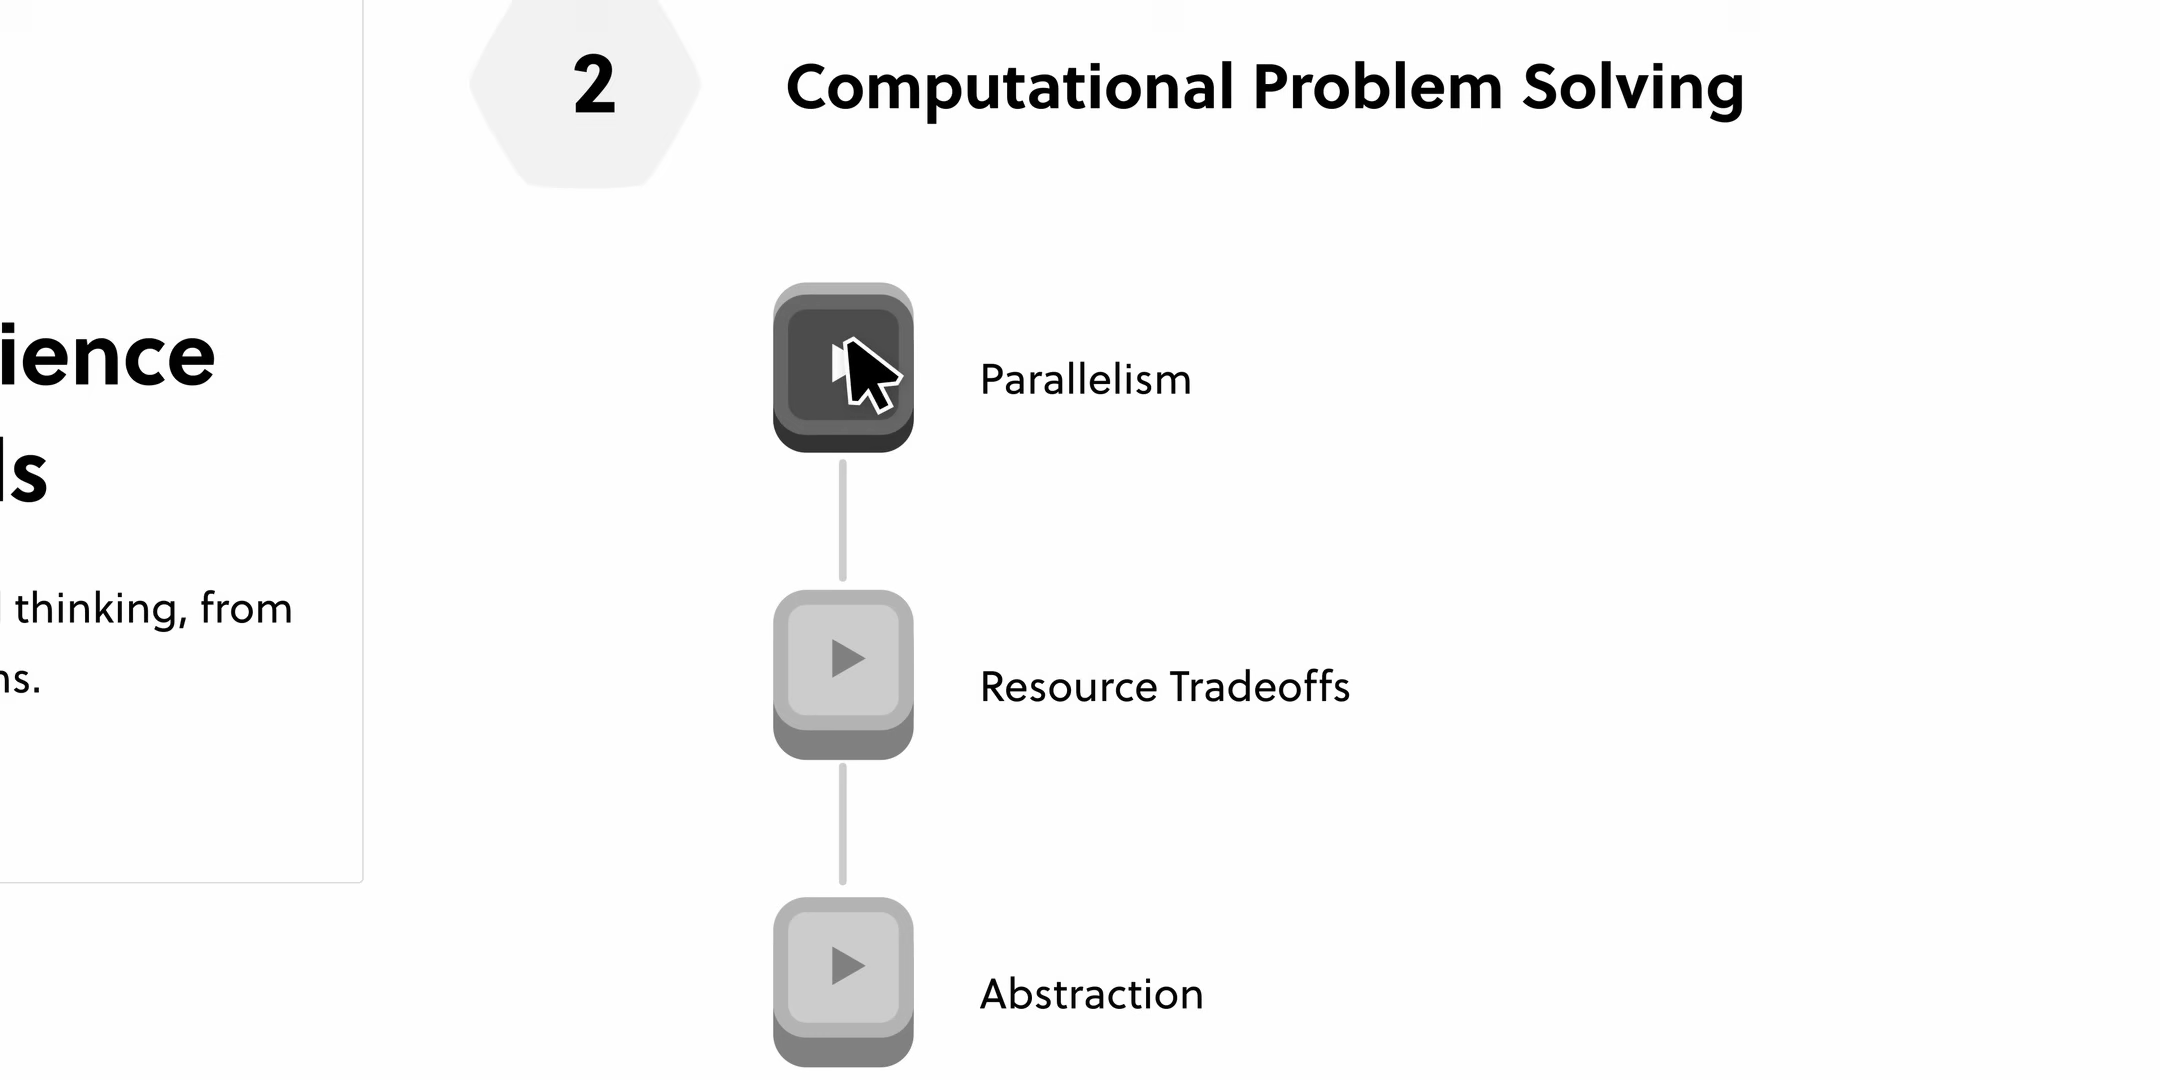 2
Computational Problem Solving
ience
ls
thinking, from
ns.
Parallelism
Resource Tradeoffs
Abstraction